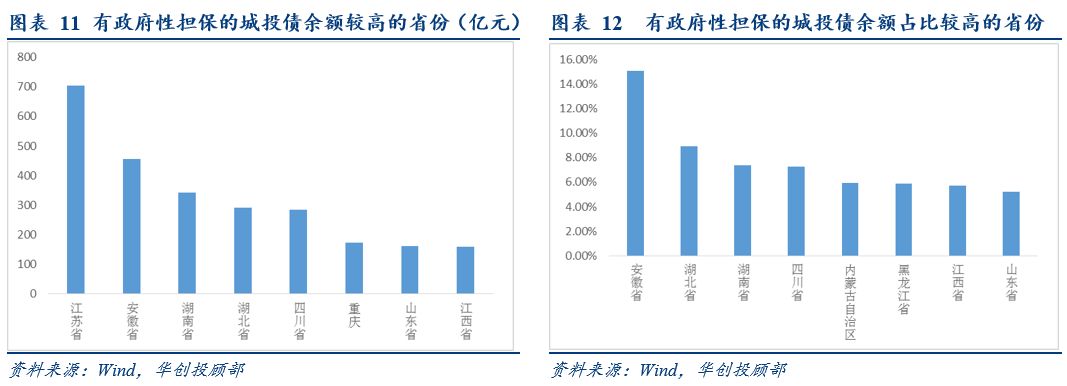 图表 11 有政府性担保的城投债余额较高的省份（亿元）
800
700
600
500
400
300
200
100
0
江苏省
安徽省
湖南省
湖北省
四川省
重庆
山东省
江西省
资料来源：Wind，华创投顾部
图表 12 有政府性担保的城投债余额占比较高的省份
16.00%
14.00%
12.00%
10.00%
8.00%
6.00%
4.00%
2.00%
0.00%
安徽省
湖北省
湖南省
四川省
内蒙古自治区
黑龙江省
江西省
山东省
资料来源：Wind，华创投顾部